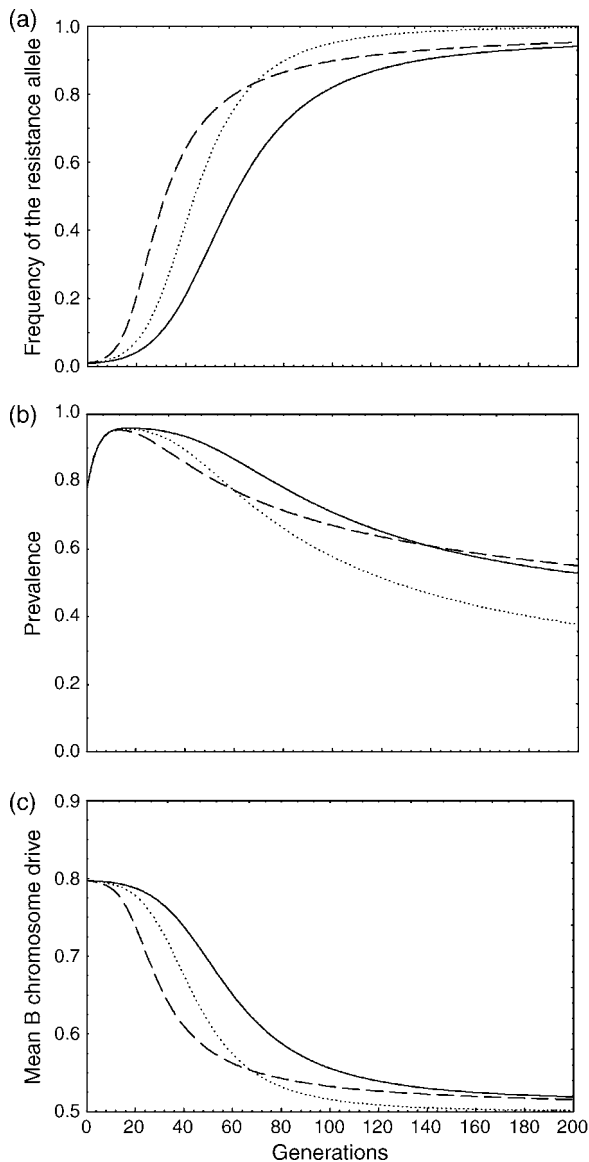 (a)
Frequency of the resistance allele
1.0
0.8
0.6
0.4
0.2
0.0
(b)
Prevalence
1.0
0.8
0.6
0.4
0.2
0.0
(c)
Mean B chromosome drive
0.9
0.8
0.7
0.6
0.5
0 20 40 60 80 100 120 140 160 180 200
Generations